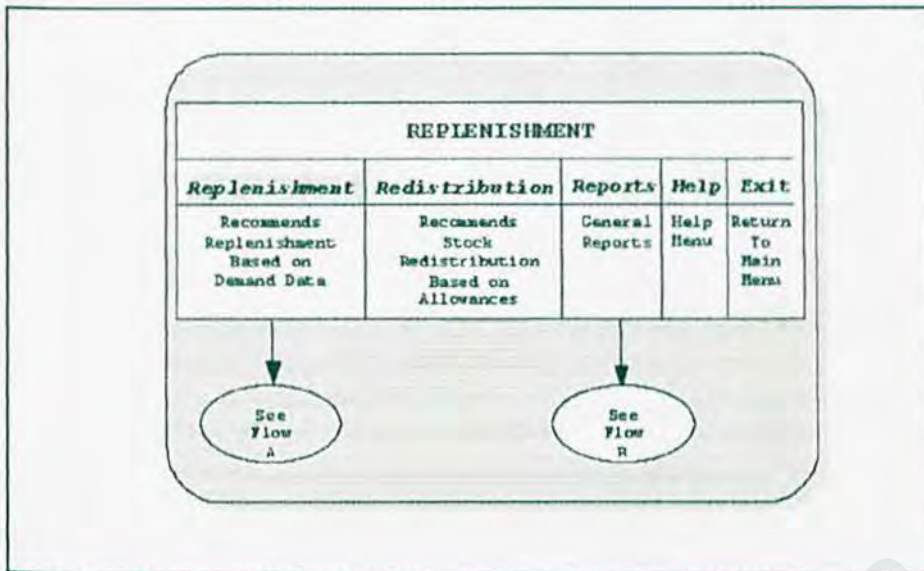 REPLENISHMENT
Replenishment Redistribution Reports Help Exit
Recommends
Replenishment
Based on
Demand Data
Recommends
Stock
Redistribution
Based on
Allowances
General
Reports
Help
Menu
Return
To
Main
Menu
See
Flow
A
See
Flow
B